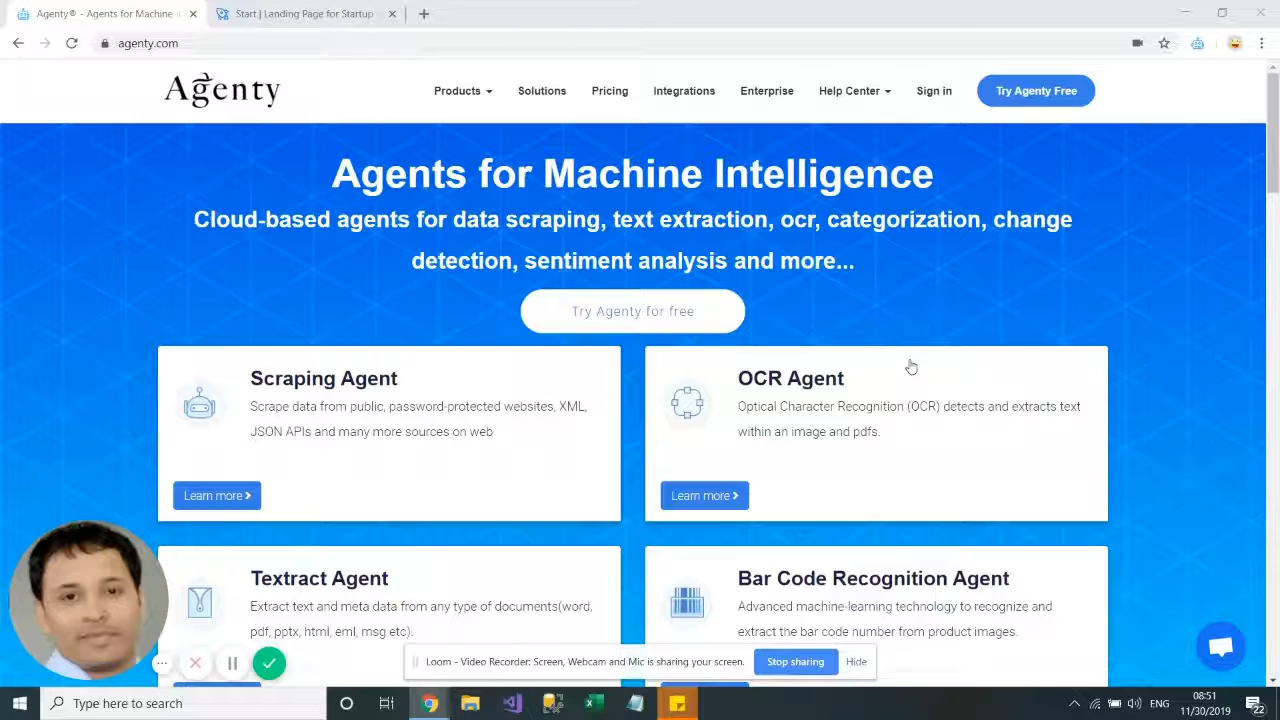 Agenty® - Agents for Machine
Start | Landing Page for Startup
agenty.com
Agenty
Products
Solutions
Pricing
Integrations
Enterprise
Help Center
Sign in
Try Agenty Free
Agents for Machine Intelligence
Cloud-based agents for data scraping, text extraction, ocr, categorization, change
detection, sentiment analysis and more...
Try Agenty for free
Scraping Agent
Scrape data from public, password-protected websites, XML,
JSON APIs and many more sources on web
Learn more
OCR Agent
Optical Character Recognition (OCR) detects and extracts text
within an image and pdfs.
Learn more
Textract Agent
Extract text and meta data from any type of documents(word,
pdf, pptx, html, eml, msg etc).
Bar Code Recognition Agent
Advanced machine-learning technology to recognize and
extract the bar code number from product images.
Loom - Video Recorder: Screen, Webcam and Mic is sharing your screen.
Stop sharing
Hide
Type here to search
ENG
08:51
11/30/2019
22